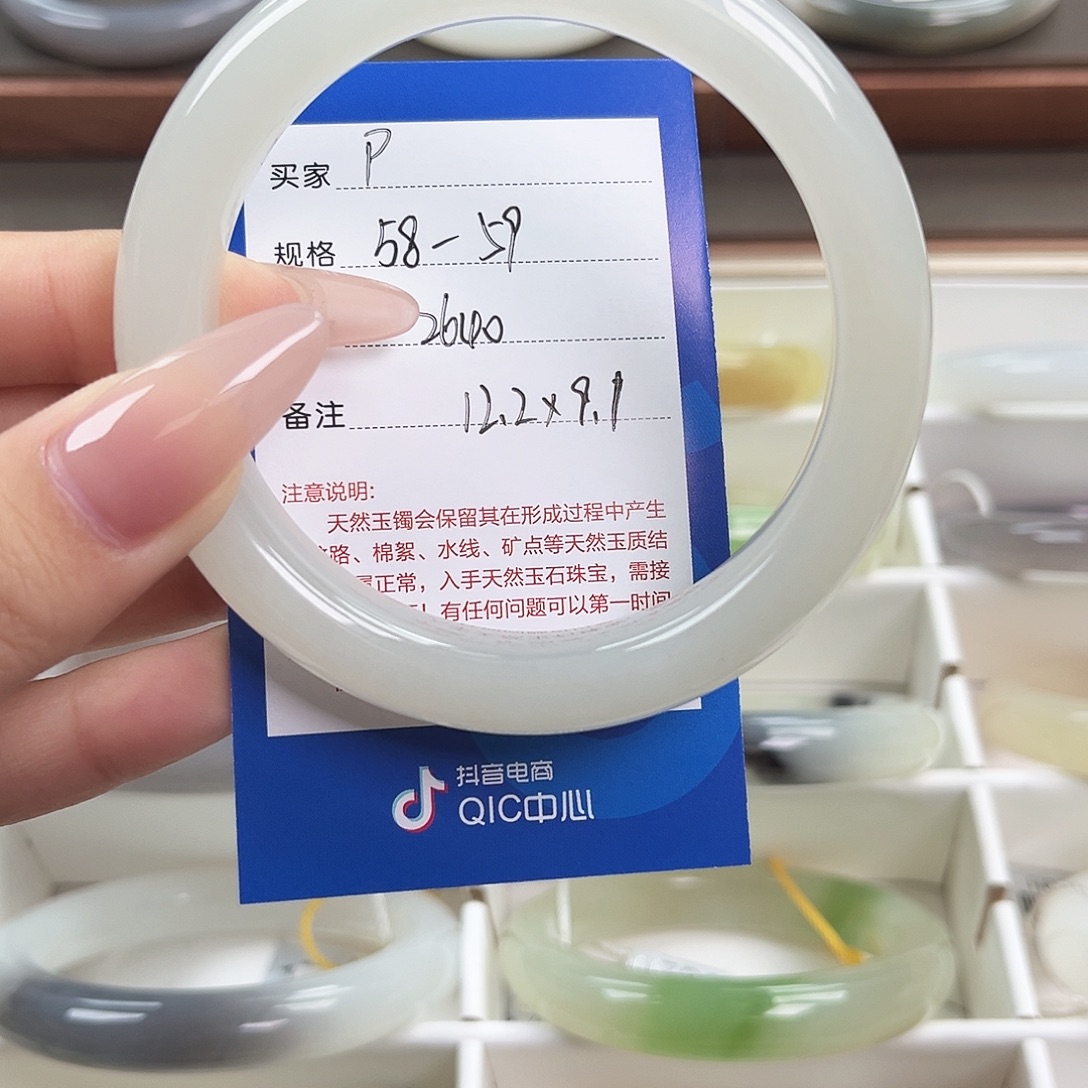 买家 P
规格 58-59
2600
备注 12.2×9.1
注意说明:
天然玉镯会保留其在形成过程中产生
路、棉絮、水线、矿点等天然玉质结
正常，入手天然玉石珠宝，需接
！有任何问题可以第一时间
抖音电商
QIC中心